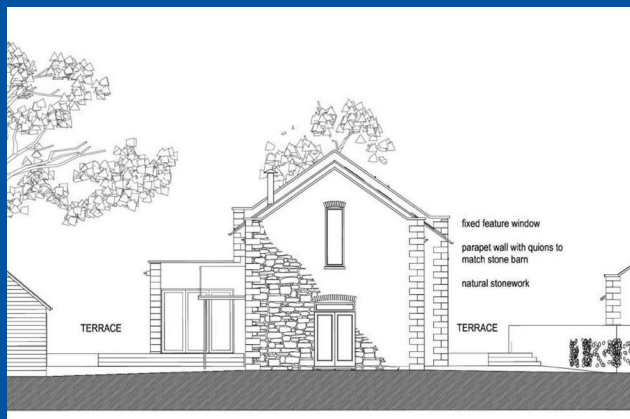 fixed feature window
parapet wall with quions to
match stone barn
natural stonework
TERRACE
TERRACE